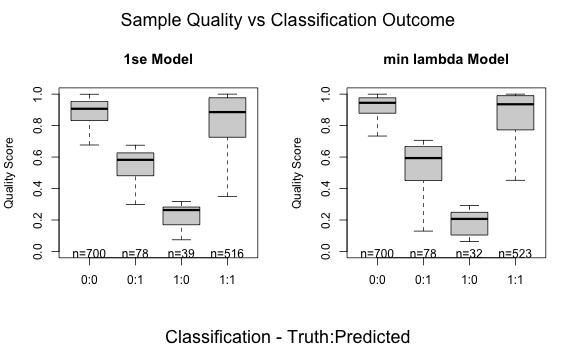 Sample Quality vs Classification Outcome
1se Model
min lambda Model
Quality Score
0.0 0.2 0.4 0.6 0.8 1.0
n=700 n=78 n=39 n=516
0:0 0:1 1:0 1:1
Quality Score
0.0 0.2 0.4 0.6 0.8 1.0
n=700 n=78 n=32 n=523
0:0 0:1 1:0 1:1
Classification - Truth:Predicted